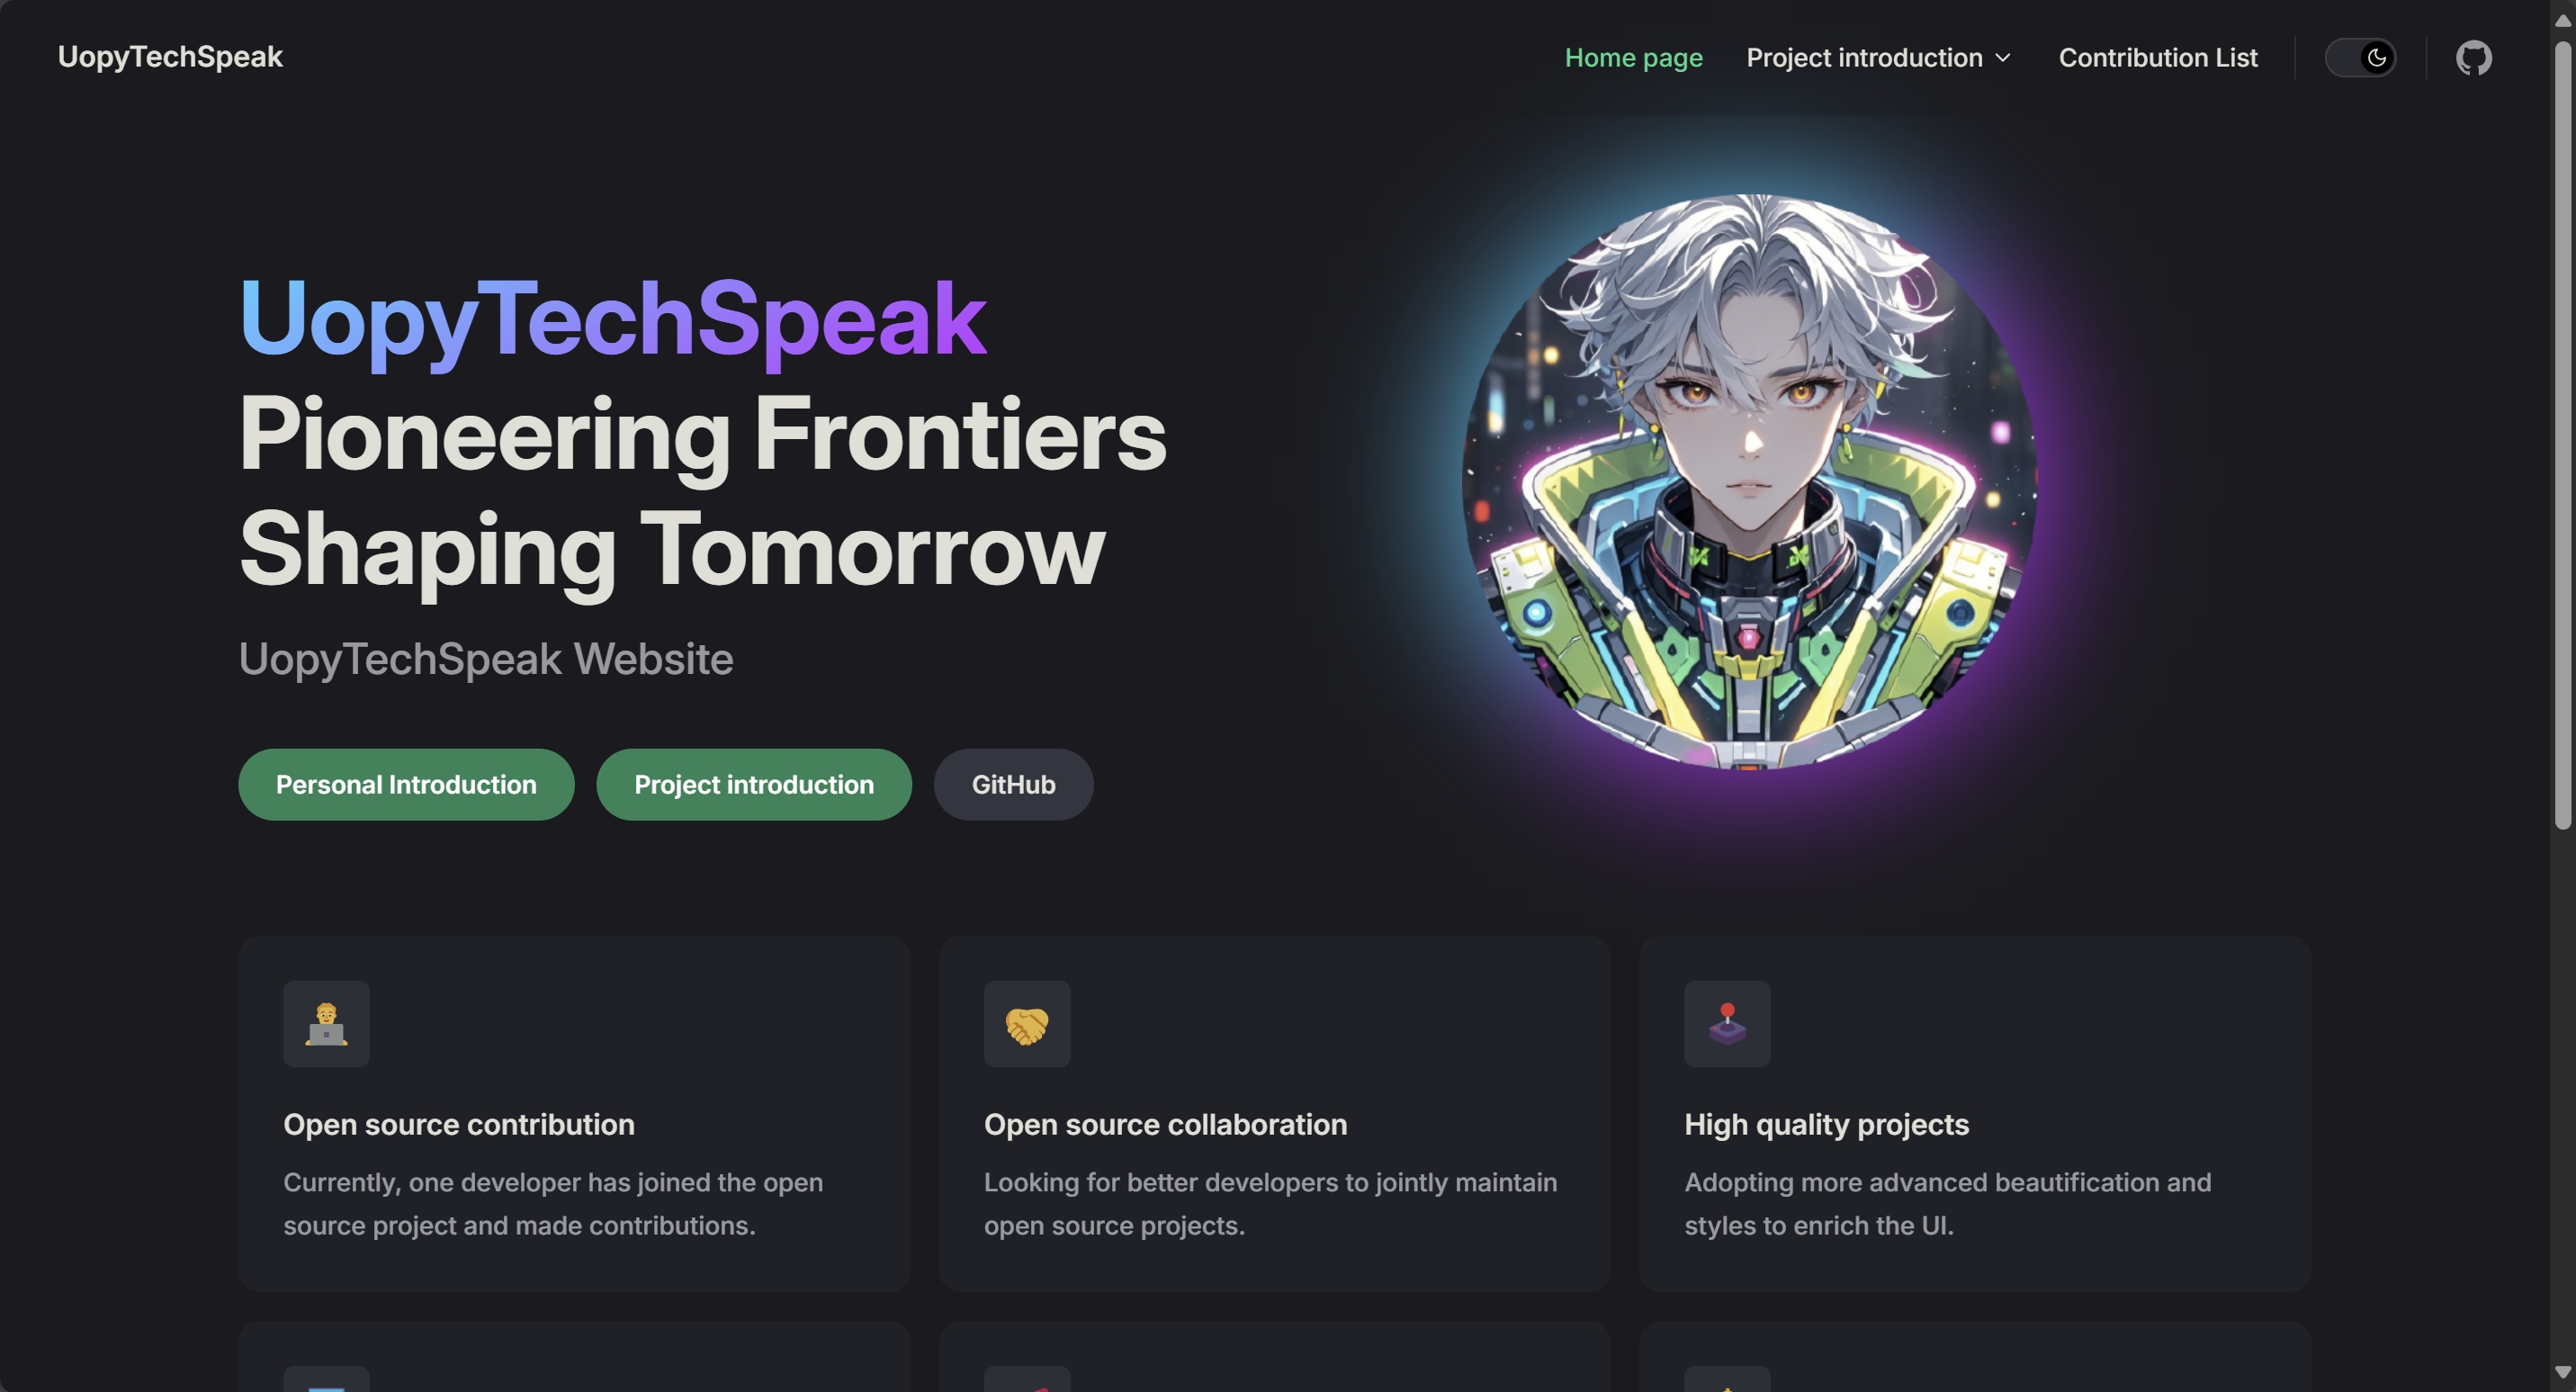 UopyTechSpeak
Home page
Project introduction
Contribution List
UopyTechSpeak
Pioneering Frontiers
Shaping Tomorrow
UopyTechSpeak Website
Personal Introduction
Project introduction
GitHub
Open source contribution
Currently, one developer has joined the open
source project and made contributions.
Open source collaboration
Looking for better developers to jointly maintain
open source projects.
High quality projects
Adopting more advanced beautification and
styles to enrich the UI.